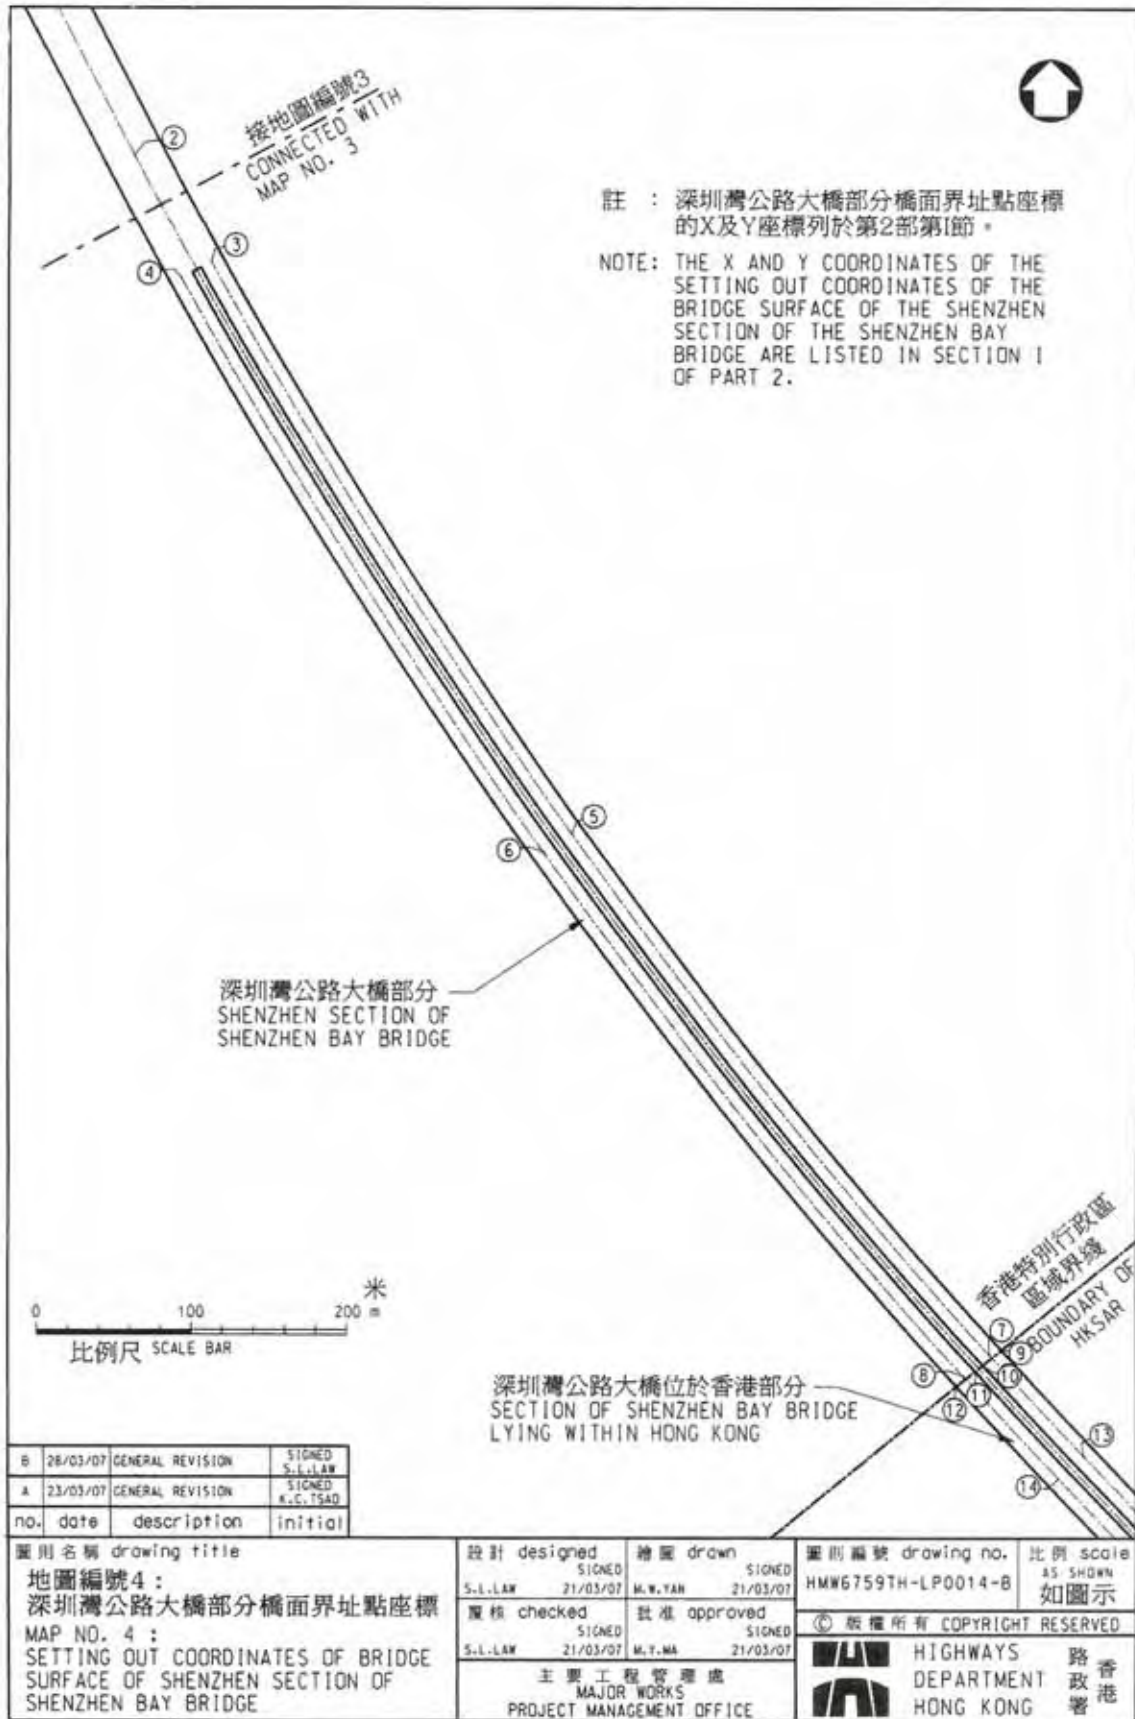 接地圖編號3
CONNECTED WITH
MAP NO. 3
②
③
④
註 : 深圳灣公路大橋部分橋面界址點座標
的X及Y座標列於第2部第I節。
NOTE: THE X AND Y COORDINATES OF THE
SETTING OUT COORDINATES OF THE
BRIDGE SURFACE OF THE SHENZHEN
SECTION OF THE SHENZHEN BAY
BRIDGE ARE LISTED IN SECTION I
OF PART 2.
⑤
⑥
深圳灣公路大橋部分
SHENZHEN SECTION OF
SHENZHEN BAY BRIDGE
香港特別行政區
區域界綫
BOUNDARY OF
HKSAR
米
0 100 200 m
比例尺 SCALE BAR
⑦
⑧
⑨
⑩
⑪
⑫
⑬
⑭
深圳灣公路大橋位於香港部分
SECTION OF SHENZHEN BAY BRIDGE
LYING WITHIN HONG KONG
B 28/03/07 GENERAL REVISION SIGNED S.L.LAW
A 23/03/07 GENERAL REVISION SIGNED K.C.TSAO
no. date description initial
圖則名稱 drawing title
地圖編號4:
深圳灣公路大橋部分橋面界址點座標
MAP NO. 4 :
SETTING OUT COORDINATES OF BRIDGE
SURFACE OF SHENZHEN SECTION OF
SHENZHEN BAY BRIDGE
設計 designed
SIGNED
S.L.LAW 21/03/07
繪圖 drawn
SIGNED
M.W.YAN 21/03/07
覆核 checked
SIGNED
S.L.LAW 21/03/07
批准 approved
SIGNED
M.Y.MA 21/03/07
主要工程管理處
MAJOR WORKS
PROJECT MANAGEMENT OFFICE
圖則編號 drawing no.
HMW6759TH-LP0014-B
比例 scale
AS SHOWN
如圖示
© 版權所有 COPYRIGHT RESERVED
HIGHWAYS
DEPARTMENT
HONG KONG
香港
路政署